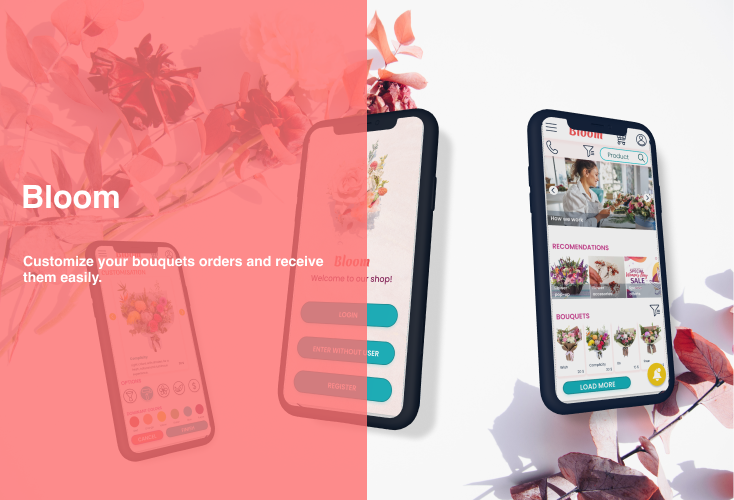 Bloom
Customize your bouquets orders and receive
them easily.
OPTIONS
Bloom
Welcome to our shop!
LOGIN
ENTER WITHOUT USER
REGISTER
Bloom
Product
How we work
RECOMENDATIONS
SPECIAL
SALE
BOUQUETS
LOAD MORE